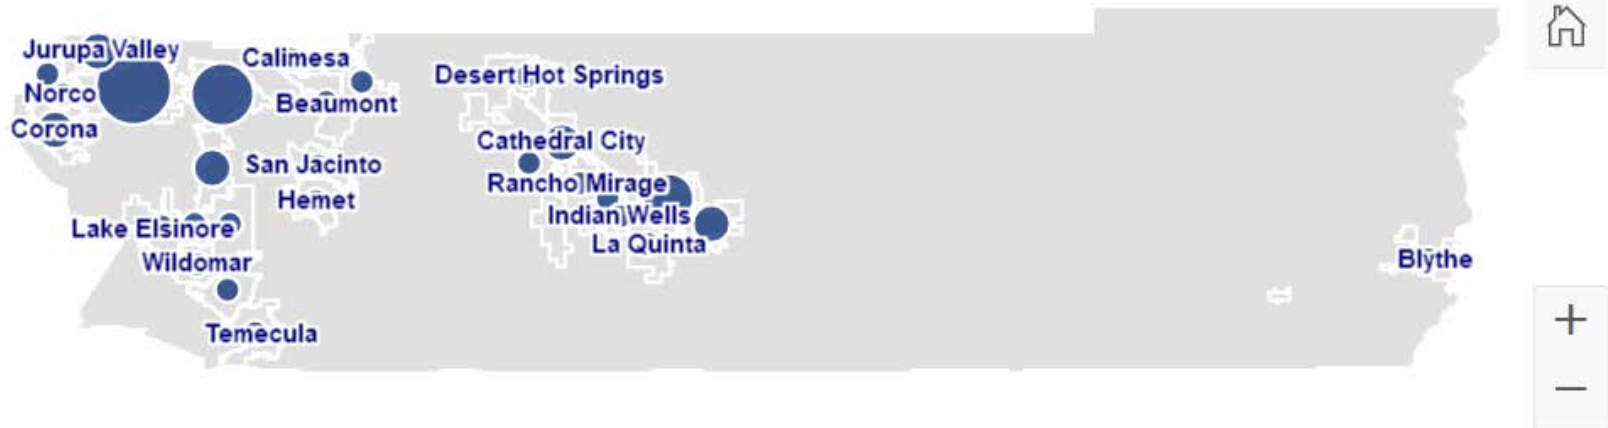 Jurupa Valley
Calimesa
Desert Hot Springs
Norco
Beaumont
Corona
Cathedral City
San Jacinto
Rancho Mirage
Hemet
Indian Wells
Lake Elsinore
La Quinta
Wildomar
Blythe
Temecula